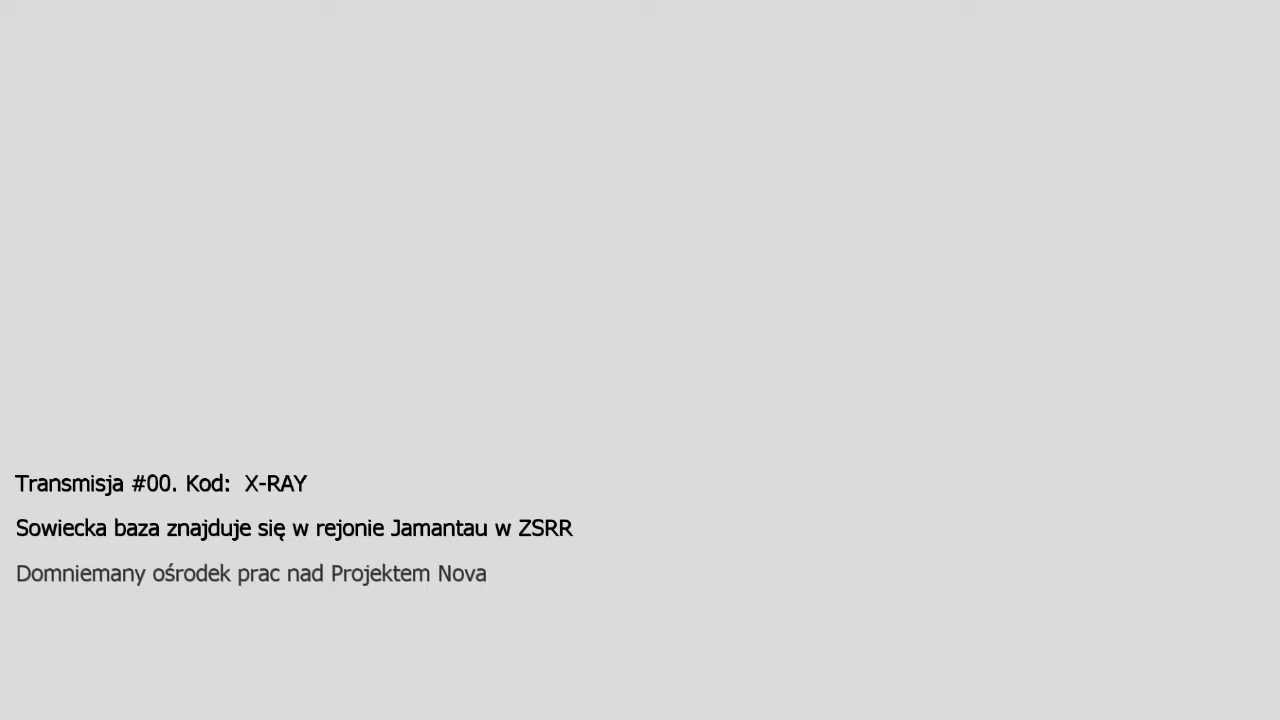 Transmisja #00. Kod:  X-RAY
Sowiecka baza znajduje się w rejonie Jamantau w ZSRR
Domniemany ośrodek prac nad Projektem Nova